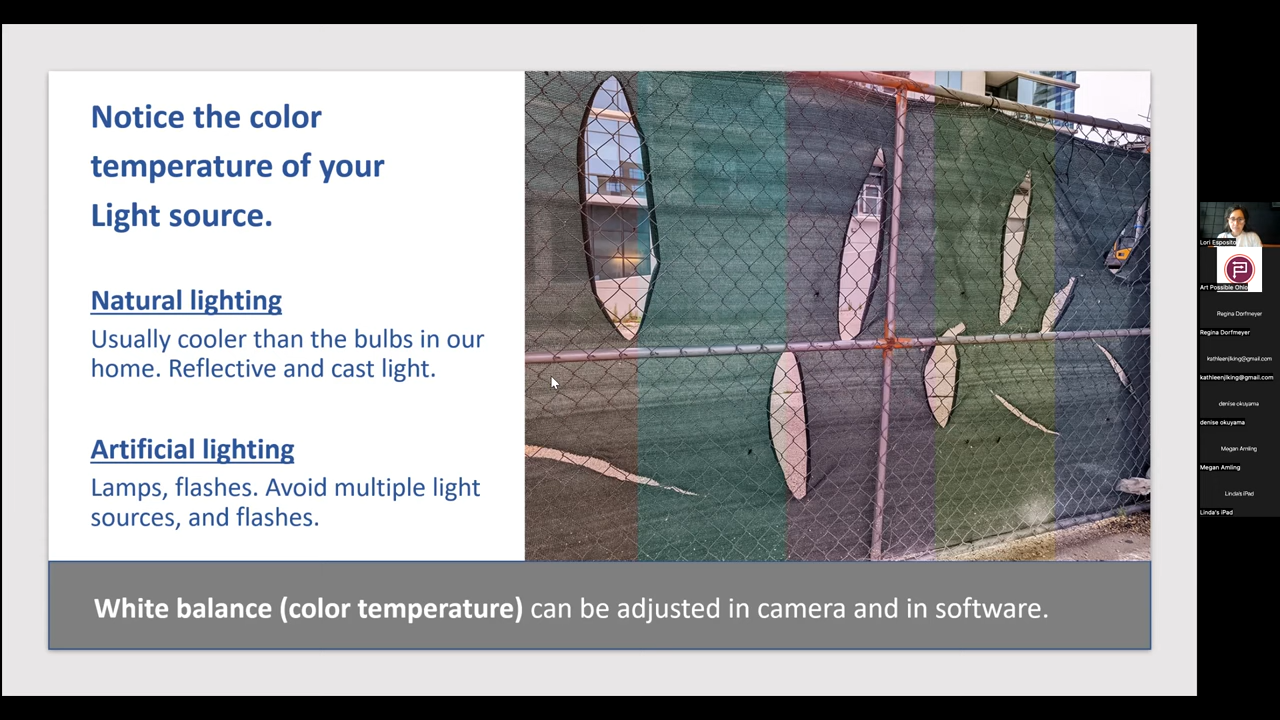 Notice the color
temperature of your
Light source.
Natural lighting
Usually cooler than the bulbs in our
home. Reflective and cast light.
Artificial lighting
Lamps, flashes. Avoid multiple light
sources, and flashes.
White balance (color temperature) can be adjusted in camera and in software.
Lori Esposito
Art Possible Ohio
Regina Dorfmeyer
Regina Dorfmeyer
kathleenjlking@gmail.com
kathleenjlking@gmail.com
denise okuyama
denise okuyama
Megan Amling
Megan Amling
Linda's iPad
Linda's iPad